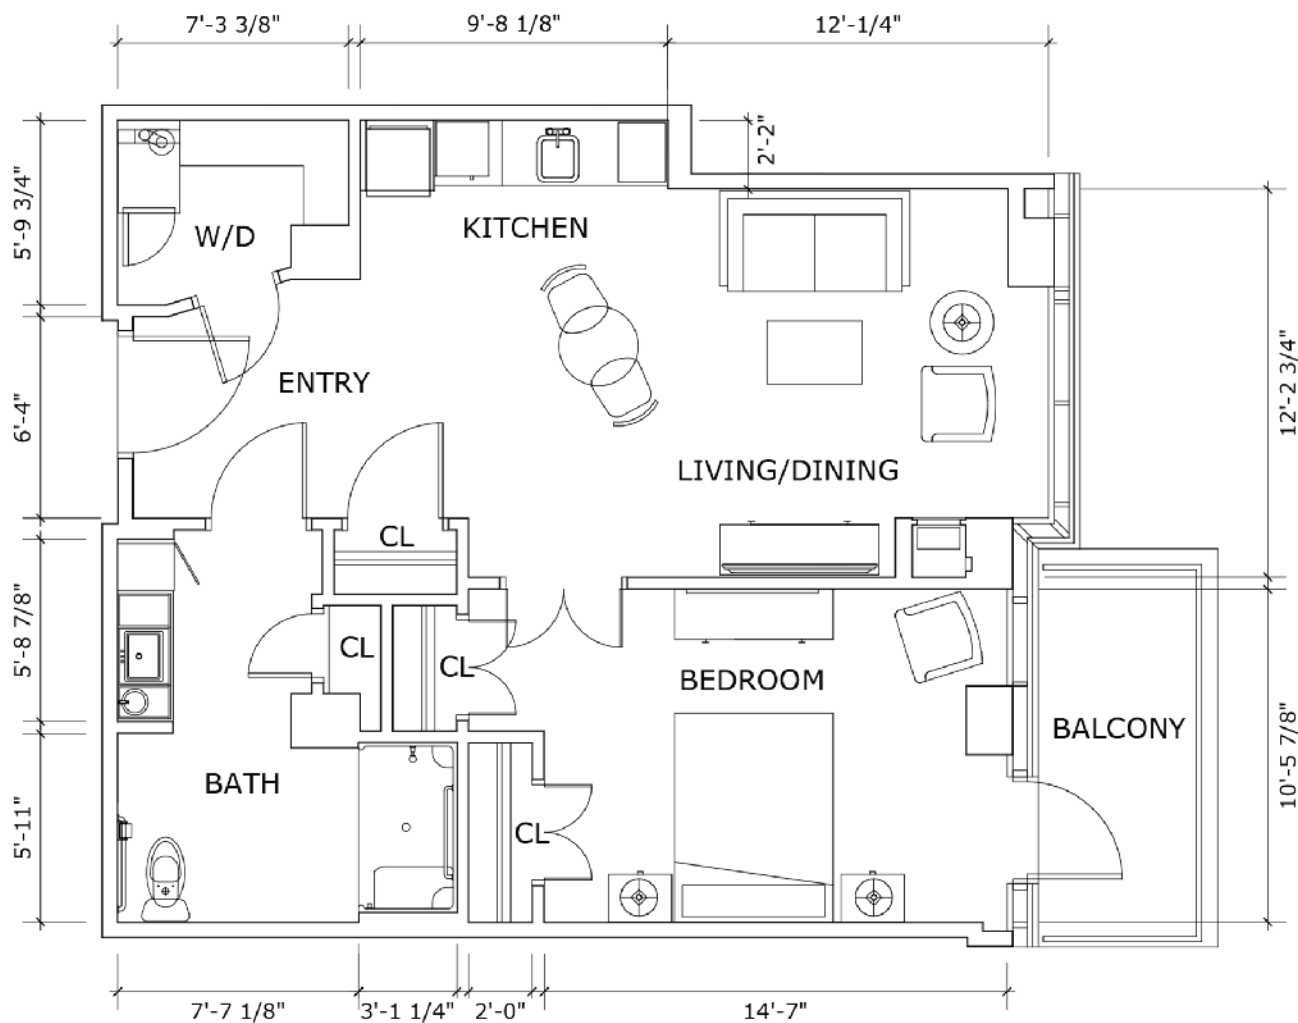 7'-3 3/8"
9'-8 1/8"
12'-1/4"
2'-2"
5'-9 3/4"
W/D
KITCHEN
12'-2 3/4"
ENTRY
6'-4"
LIVING/DINING
CL
5'-8 7/8"
CL
CL
BEDROOM
BALCONY
10'-5 7/8"
BATH
5'-11"
CL
7'-7 1/8"
3'-1 1/4"
2'-0"
14'-7"